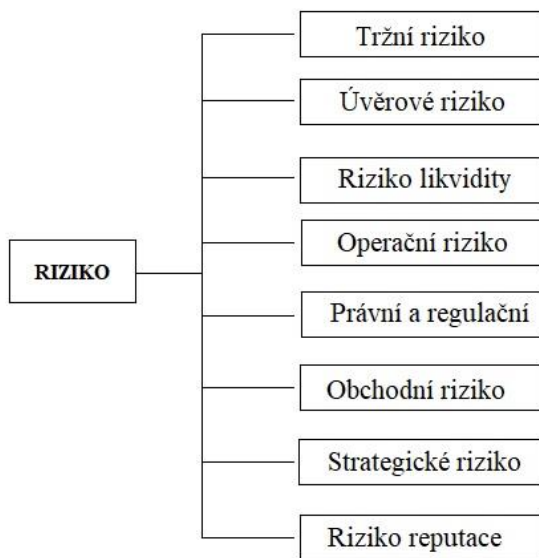 Tržní riziko
Úvěrové riziko
Riziko likvidity
Operační riziko
RIZIKO
Právní a regulační
Obchodní riziko
Strategické riziko
Riziko reputace